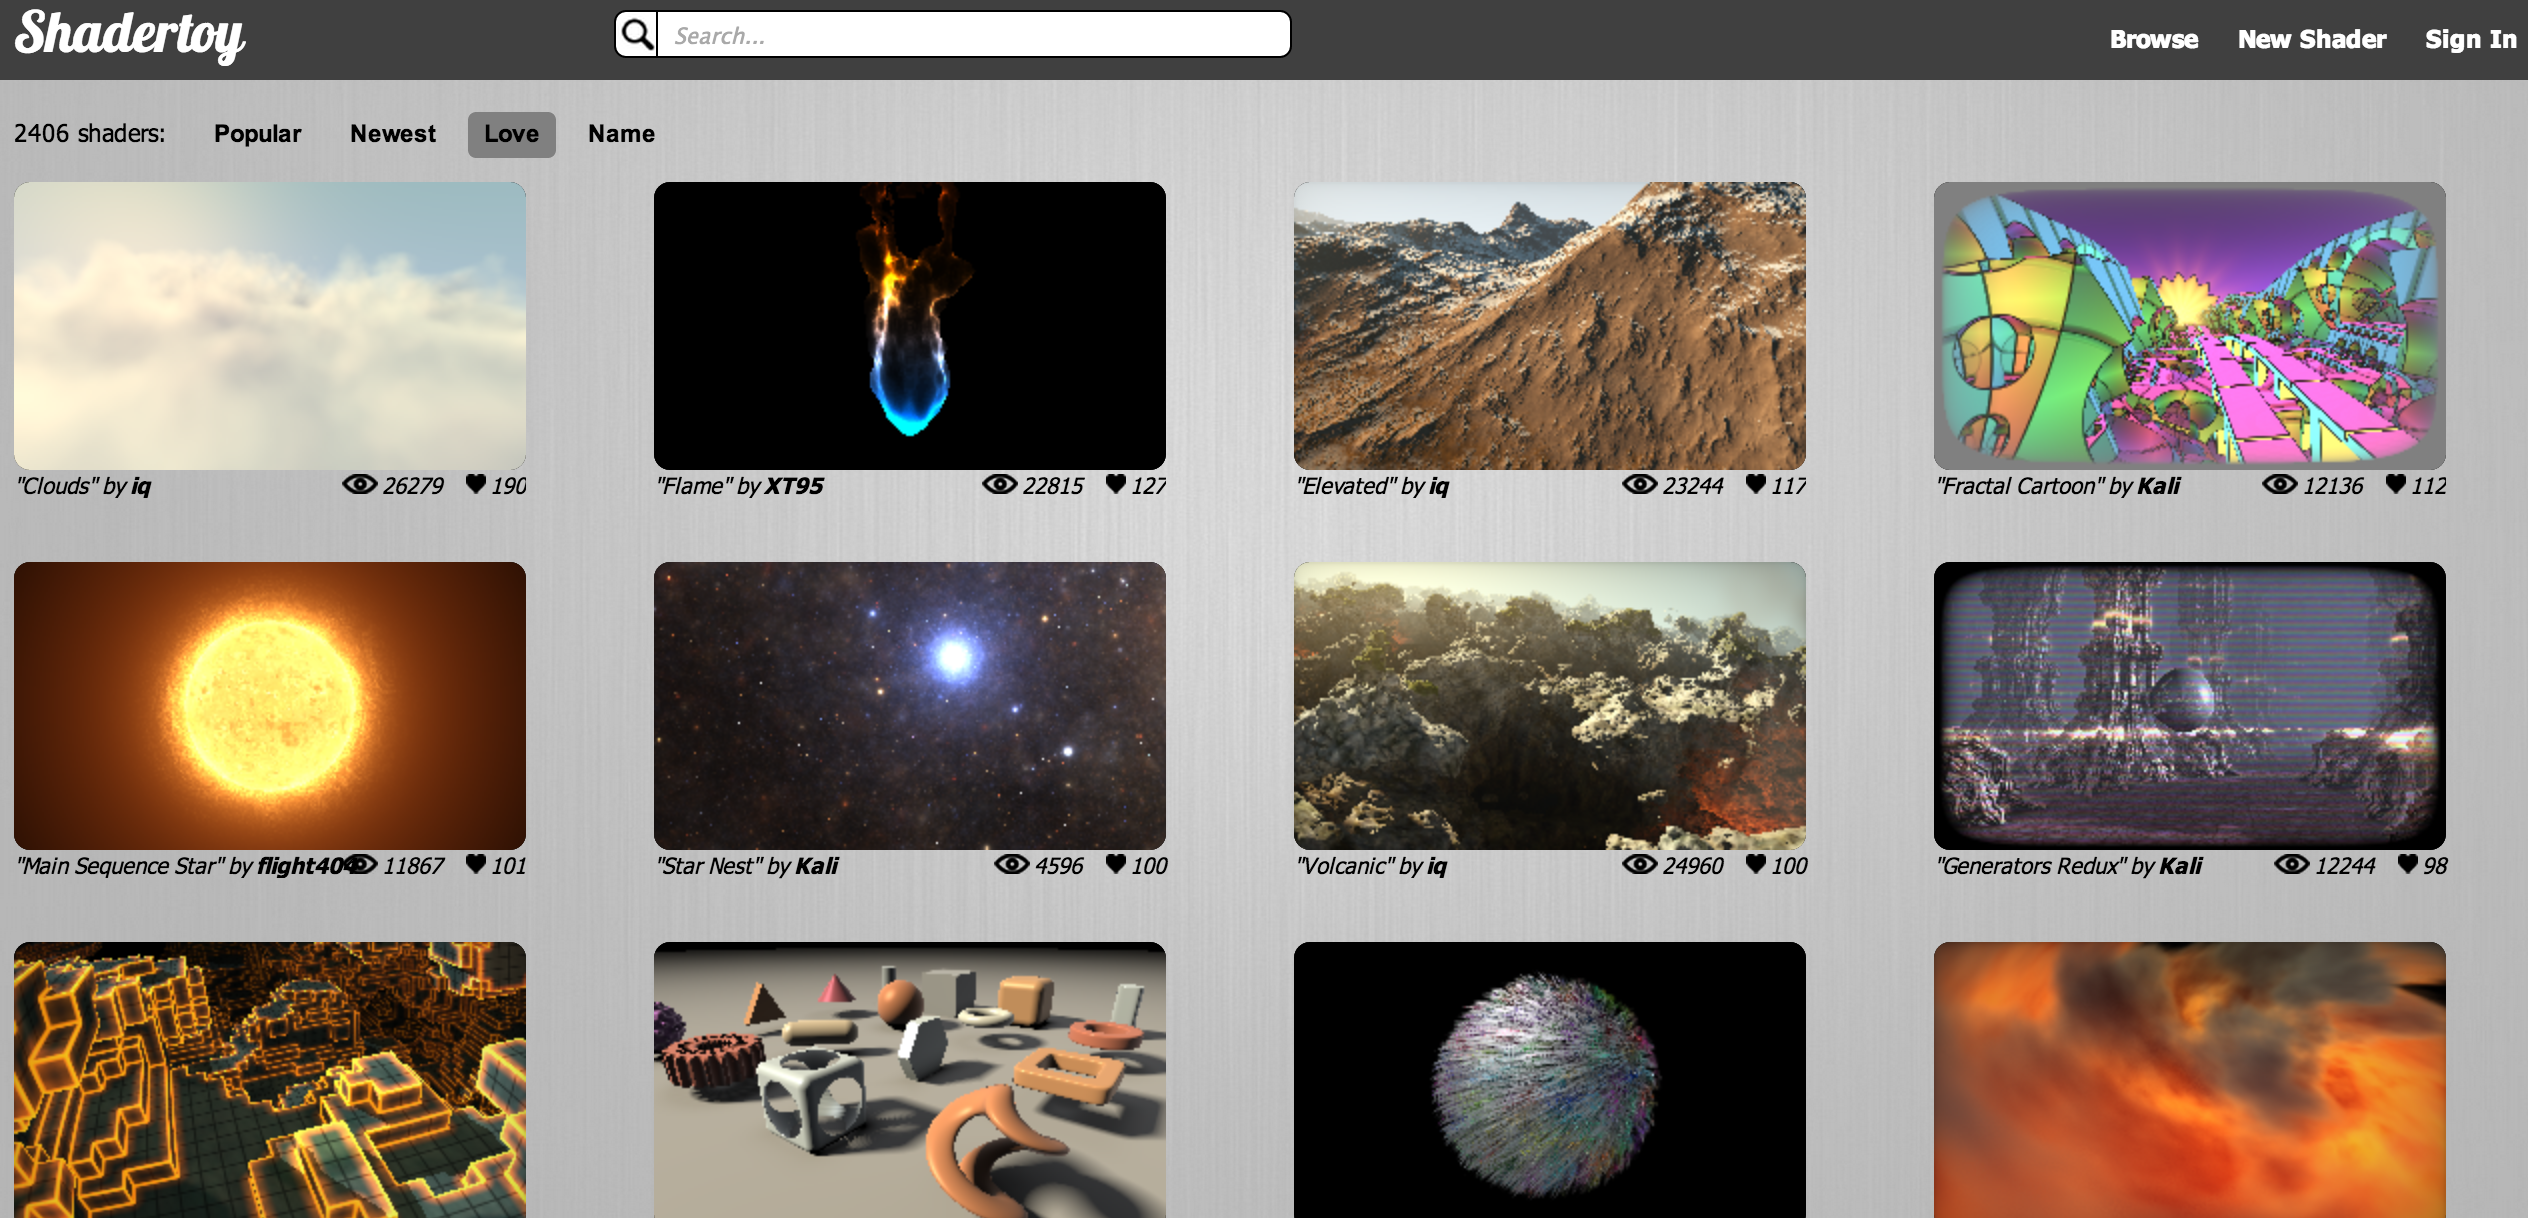 Shadertoy
Search...
Browse New Shader Sign In
2406 shaders: Popular Newest Love Name
"Clouds" by iq 26279 190
"Flame" by XT95 22815 127
"Elevated" by iq 23244 117
"Fractal Cartoon" by Kali 12136 112
"Main Sequence Star" by flight404 11867 101
"Star Nest" by Kali 4596 100
"Volcanic" by iq 24960 100
"Generators Redux" by Kali 12244 98